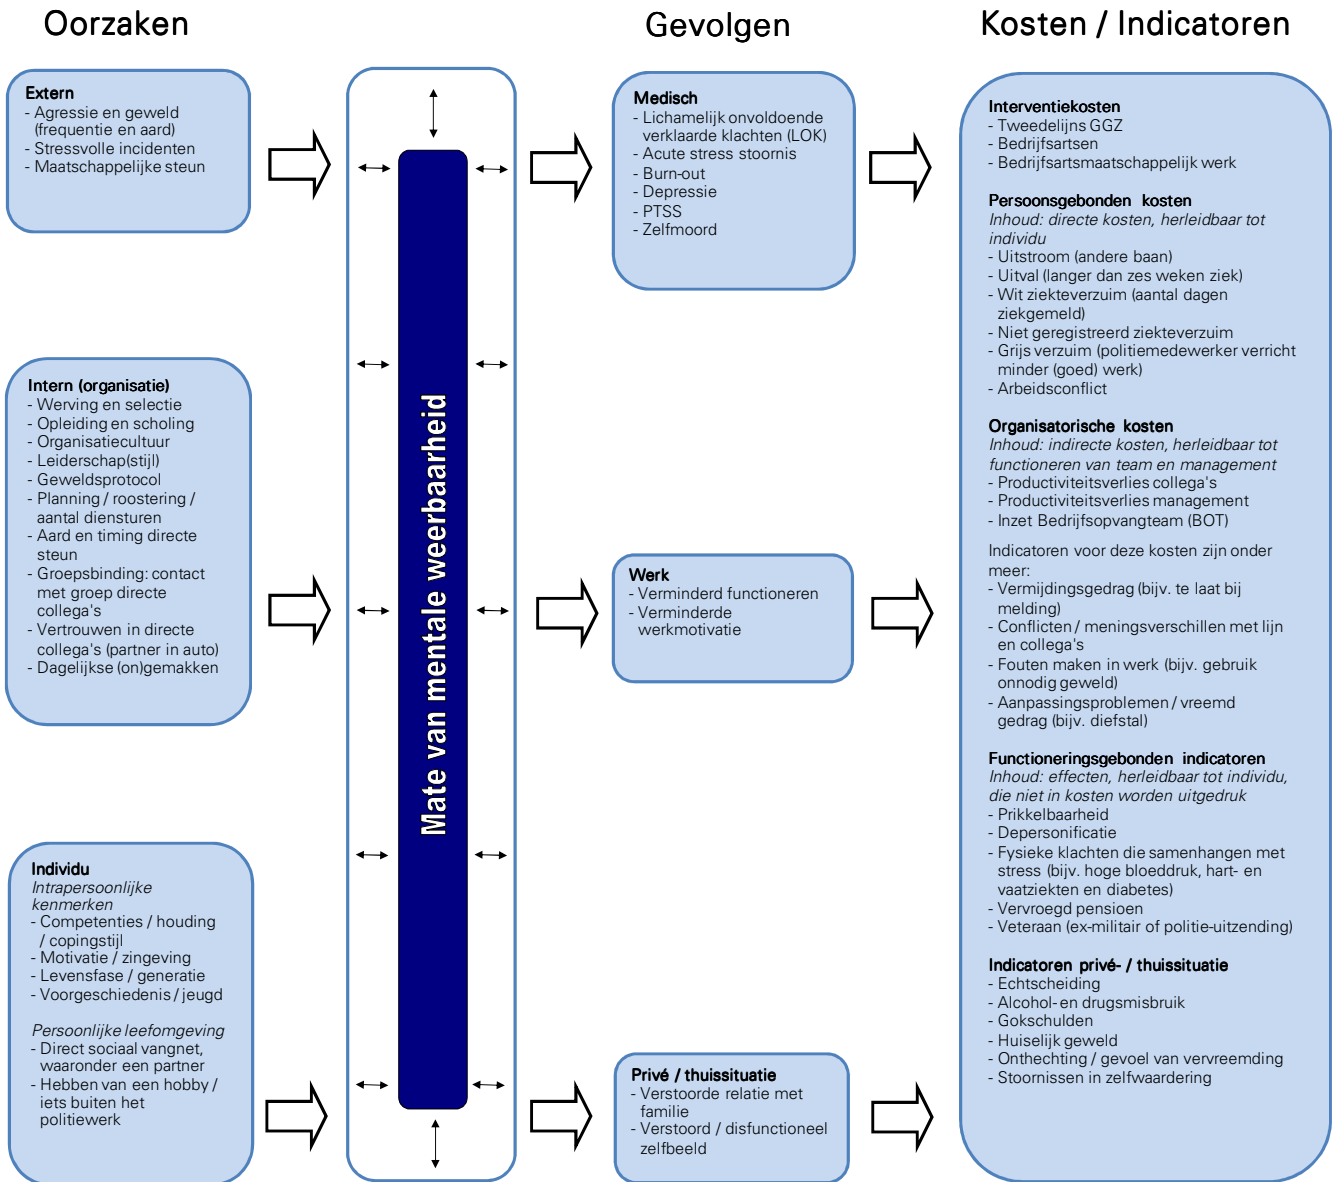 Oorzaken
Gevolgen
Kosten / Indicatoren
Extern
- Agressie en geweld
(frequentie en aard)
- Stressvolle incidenten
- Maatschappelijke steun
Intern (organisatie)
- Werving en selectie
- Opleiding en scholing
- Organisatiecultuur
- Leiderschap(stijl)
- Geweldsprotocol
- Planning / roostering /
aantal diensturen
- Aard en timing directe
steun
- Groepsbinding: contact
met groep directe
collega's
- Vertrouwen in directe
collega's (partner in auto)
- Dagelijkse (on)gemakken
Individu
Intrapersoonlijke
kenmerken
- Competenties / houding
/ copingstijl
- Motivatie / zingeving
- Levensfase / generatie
- Voorgeschiedenis / jeugd
Persoonlijke leefomgeving
- Direct sociaal vangnet,
waaronder een partner
- Hebben van een hobby /
iets buiten het
politiewerk
Mate van mentale weerbaarheid
Medisch
- Lichamelijk onvoldoende
verklaarde klachten (LOK)
- Acute stress stoornis
- Burn-out
- Depressie
- PTSS
- Zelfmoord
Werk
- Verminderd functioneren
- Verminderde
werkmotivatie
Privé / thuissituatie
- Verstoorde relatie met
familie
- Verstoord / disfunctioneel
zelfbeeld
Interventiekosten
- Tweedelijns GGZ
- Bedrijfsartsen
- Bedrijfsartsmaatschappelijk werk
Persoonsgebonden kosten
Inhoud: directe kosten, herleidbaar tot
individu
- Uitstroom (andere baan)
- Uitval (langer dan zes weken ziek)
- Wit ziekteverzuim (aantal dagen
ziekgemeld)
- Niet geregistreerd ziekteverzuim
- Grijs verzuim (politiemedewerker verricht
minder (goed) werk)
- Arbeidsconflict
Organisatorische kosten
Inhoud: indirecte kosten, herleidbaar tot
functioneren van team en management
- Productiviteitsverlies collega's
- Productiviteitsverlies management
- Inzet Bedrijfsopvangteam (BOT)
Indicatoren voor deze kosten zijn onder
meer:
- Vermijdingsgedrag (bijv. te laat bij
melding)
- Conflicten / meningsverschillen met lijn
en collega's
- Fouten maken in werk (bijv. gebruik
onnodig geweld)
- Aanpassingsproblemen / vreemd
gedrag (bijv. diefstal)
Functioneringsgebonden indicatoren
Inhoud: effecten, herleidbaar tot individu,
die niet in kosten worden uitgedruk
- Prikkelbaarheid
- Depersonificatie
- Fysieke klachten die samenhangen met
stress (bijv. hoge bloeddruk, hart- en
vaatziekten en diabetes)
- Vervroegd pensioen
- Veteraan (ex-militair of politie-uitzending)
Indicatoren privé- / thuissituatie
- Echtscheiding
- Alcohol- en drugsmisbruik
- Gokschulden
- Huiselijk geweld
- Onthechting / gevoel van vervreemding
- Stoornissen in zelfwaardering